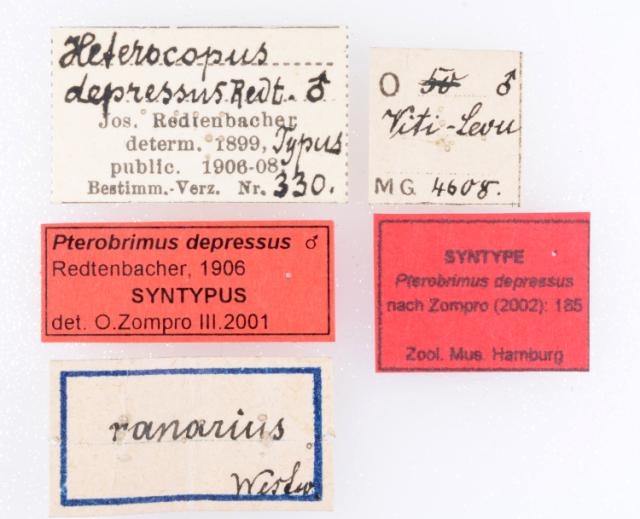 Heterocopus
depressus. Redt. ♂
Jos. Redtenbacher
determ. 1899, Typus
public. 1906-08.
Bestimm.-Verz. Nr. 330.
O 50 ♂
Viti-Levu
MG 4608.
Pterobrimus depressus ♂
Redtenbacher, 1906
SYNTYPUS
det. O.Zompro III.2001
SYNTYPE
Pterobrimus depressus
nach Zompro (2002): 185
Zool. Mus. Hamburg
ranarius
Westw.